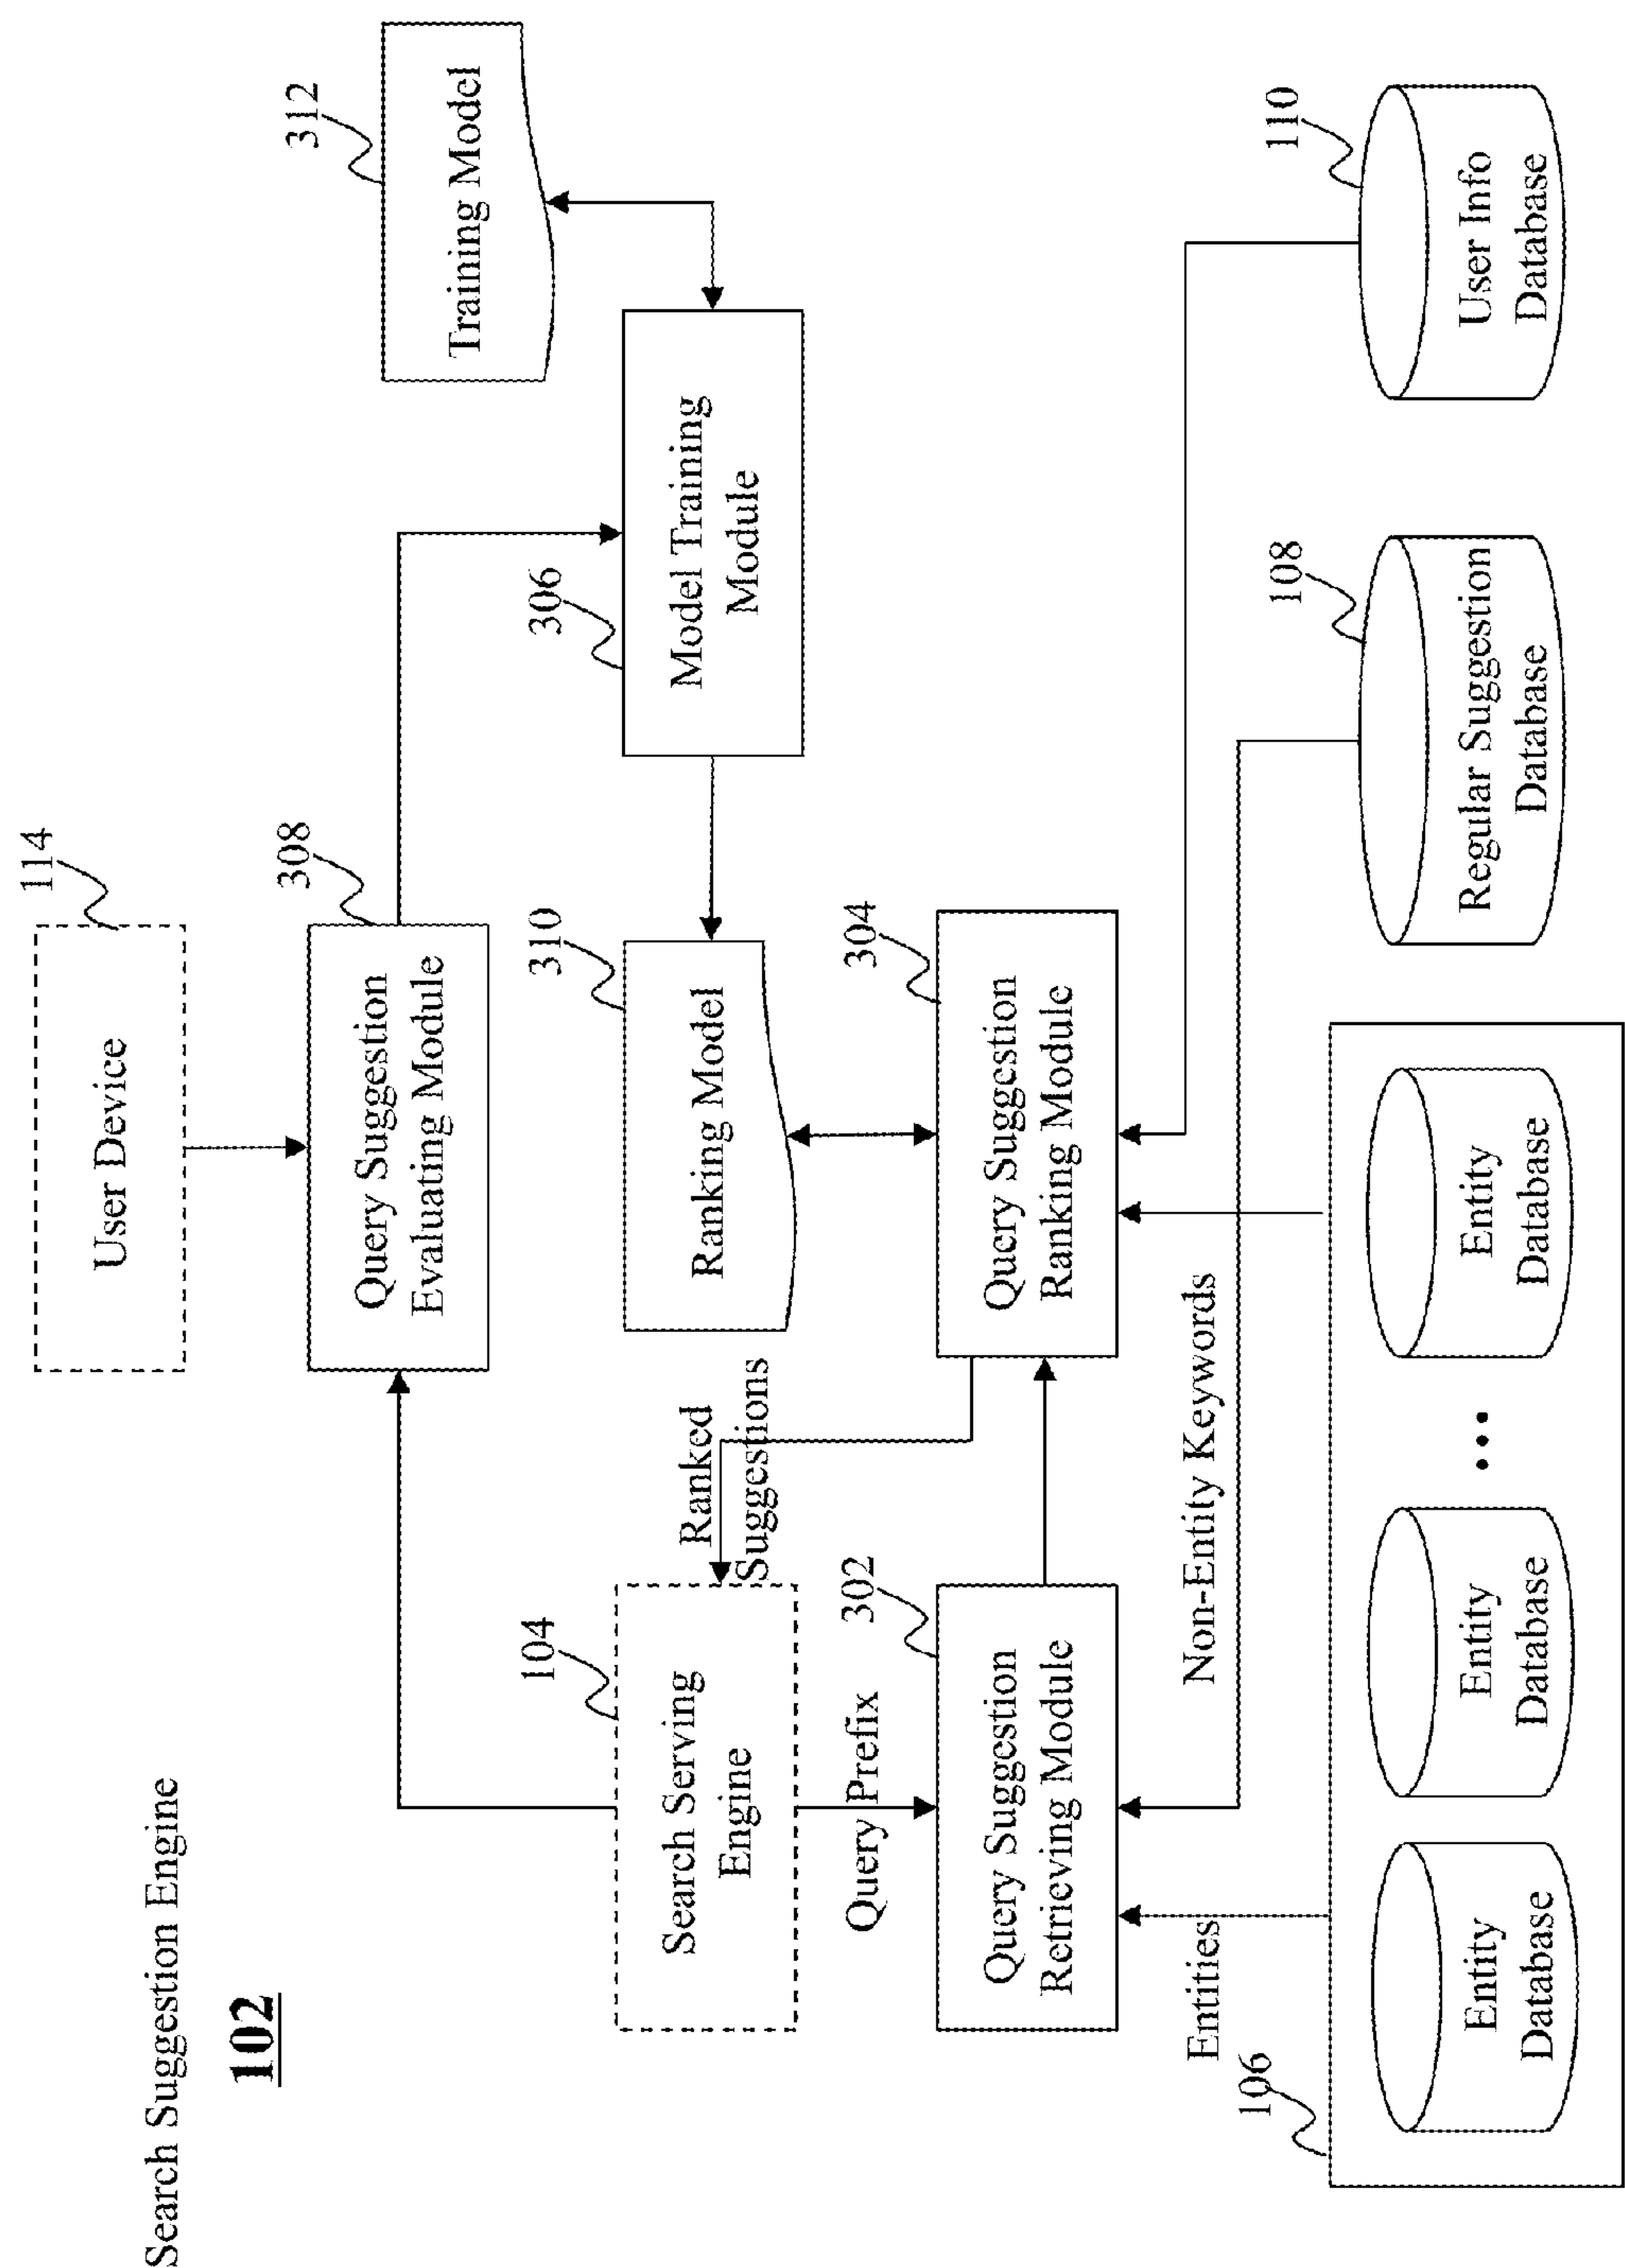 Search Suggestion Engine
102
114
User Device
308
Query Suggestion
Evaluating Module
312
Training Model
104
Search Serving
Engine
Ranked
Suggestions
310
Ranking Model
306
Model Training
Module
Query Prefix
302
Query Suggestion
Retrieving Module
304
Query Suggestion
Ranking Module
Entities
Non-Entity Keywords
106
Entity
Database
Entity
Database
...
Entity
Database
108
Regular Suggestion
Database
110
User Info
Database